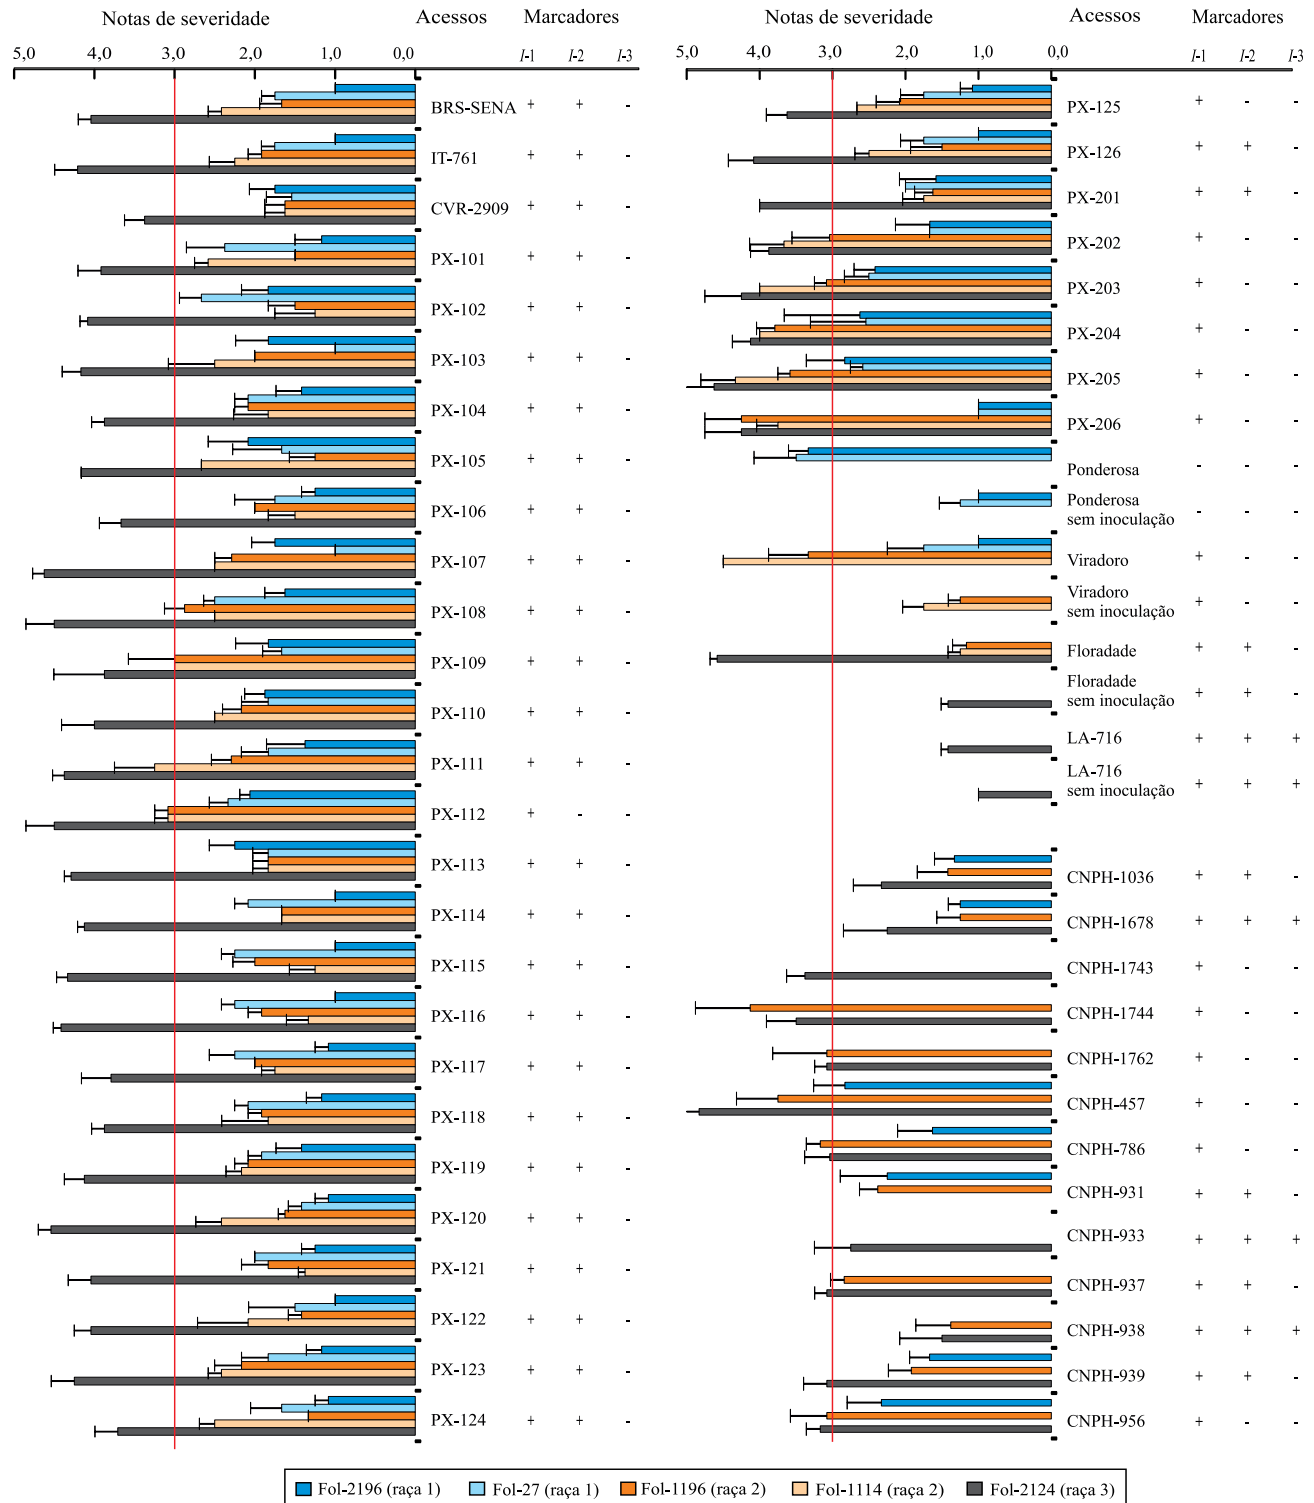 Notas de severidade Acessos Marcadores
5,0 4,0 3,0 2,0 1,0 0,0 I-1 I-2 I-3
BRS-SENA + + -
IT-761 + + -
CVR-2909 + + -
PX-101 + + -
PX-102 + + -
PX-103 + + -
PX-104 + + -
PX-105 + + -
PX-106 + + -
PX-107 + + -
PX-108 + + -
PX-109 + + -
PX-110 + + -
PX-111 + + -
PX-112 + - -
PX-113 + + -
PX-114 + + -
PX-115 + + -
PX-116 + + -
PX-117 + + -
PX-118 + + -
PX-119 + + -
PX-120 + + -
PX-121 + + -
PX-122 + + -
PX-123 + + -
PX-124 + + -
Notas de severidade Acessos Marcadores
5,0 4,0 3,0 2,0 1,0 0,0 I-1 I-2 I-3
PX-125 + - -
PX-126 + + -
PX-201 + + -
PX-202 + - -
PX-203 + - -
PX-204 + - -
PX-205 + - -
PX-206 + - -
Ponderosa - - -
Ponderosa
sem inoculação - - -
Viradoro + - -
Viradoro
sem inoculação + - -
Floradade + + -
Floradade
sem inoculação + + -
LA-716 + + +
LA-716
sem inoculação + + +
CNPH-1036 + + -
CNPH-1678 + + +
CNPH-1743 + - -
CNPH-1744 + - -
CNPH-1762 + - -
CNPH-457 + - -
CNPH-786 + - -
CNPH-931 + + -
CNPH-933 + + +
CNPH-937 + + -
CNPH-938 + + +
CNPH-939 + + -
CNPH-956 + - -
Fol-2196 (raça 1) Fol-27 (raça 1) Fol-1196 (raça 2) Fol-1114 (raça 2) Fol-2124 (raça 3)